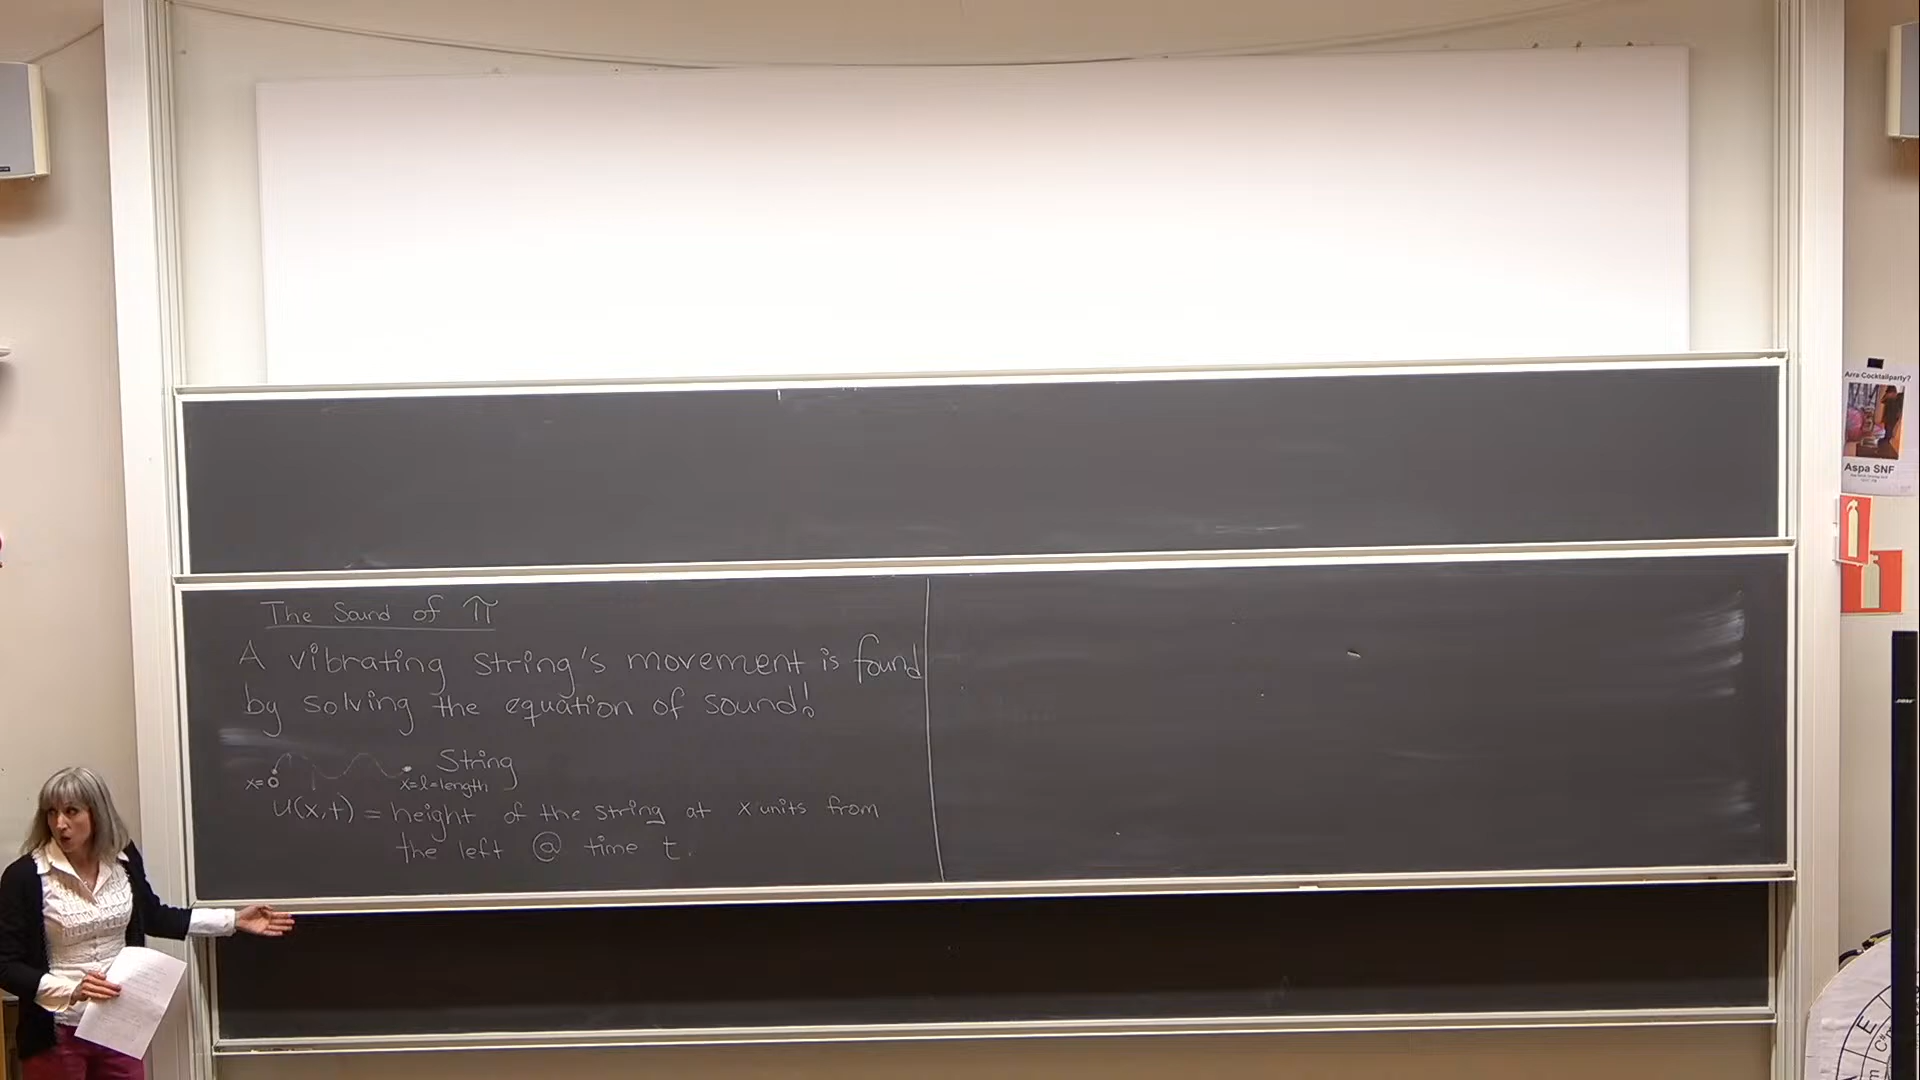 The Sound of π
A vibrating string's movement is found
by solving the equation of sound!
String
x=0
x=l=length
u(x,t) = height of the string at x units from
the left @ time t.
Arra Cocktailparty?
Aspa SNF
E